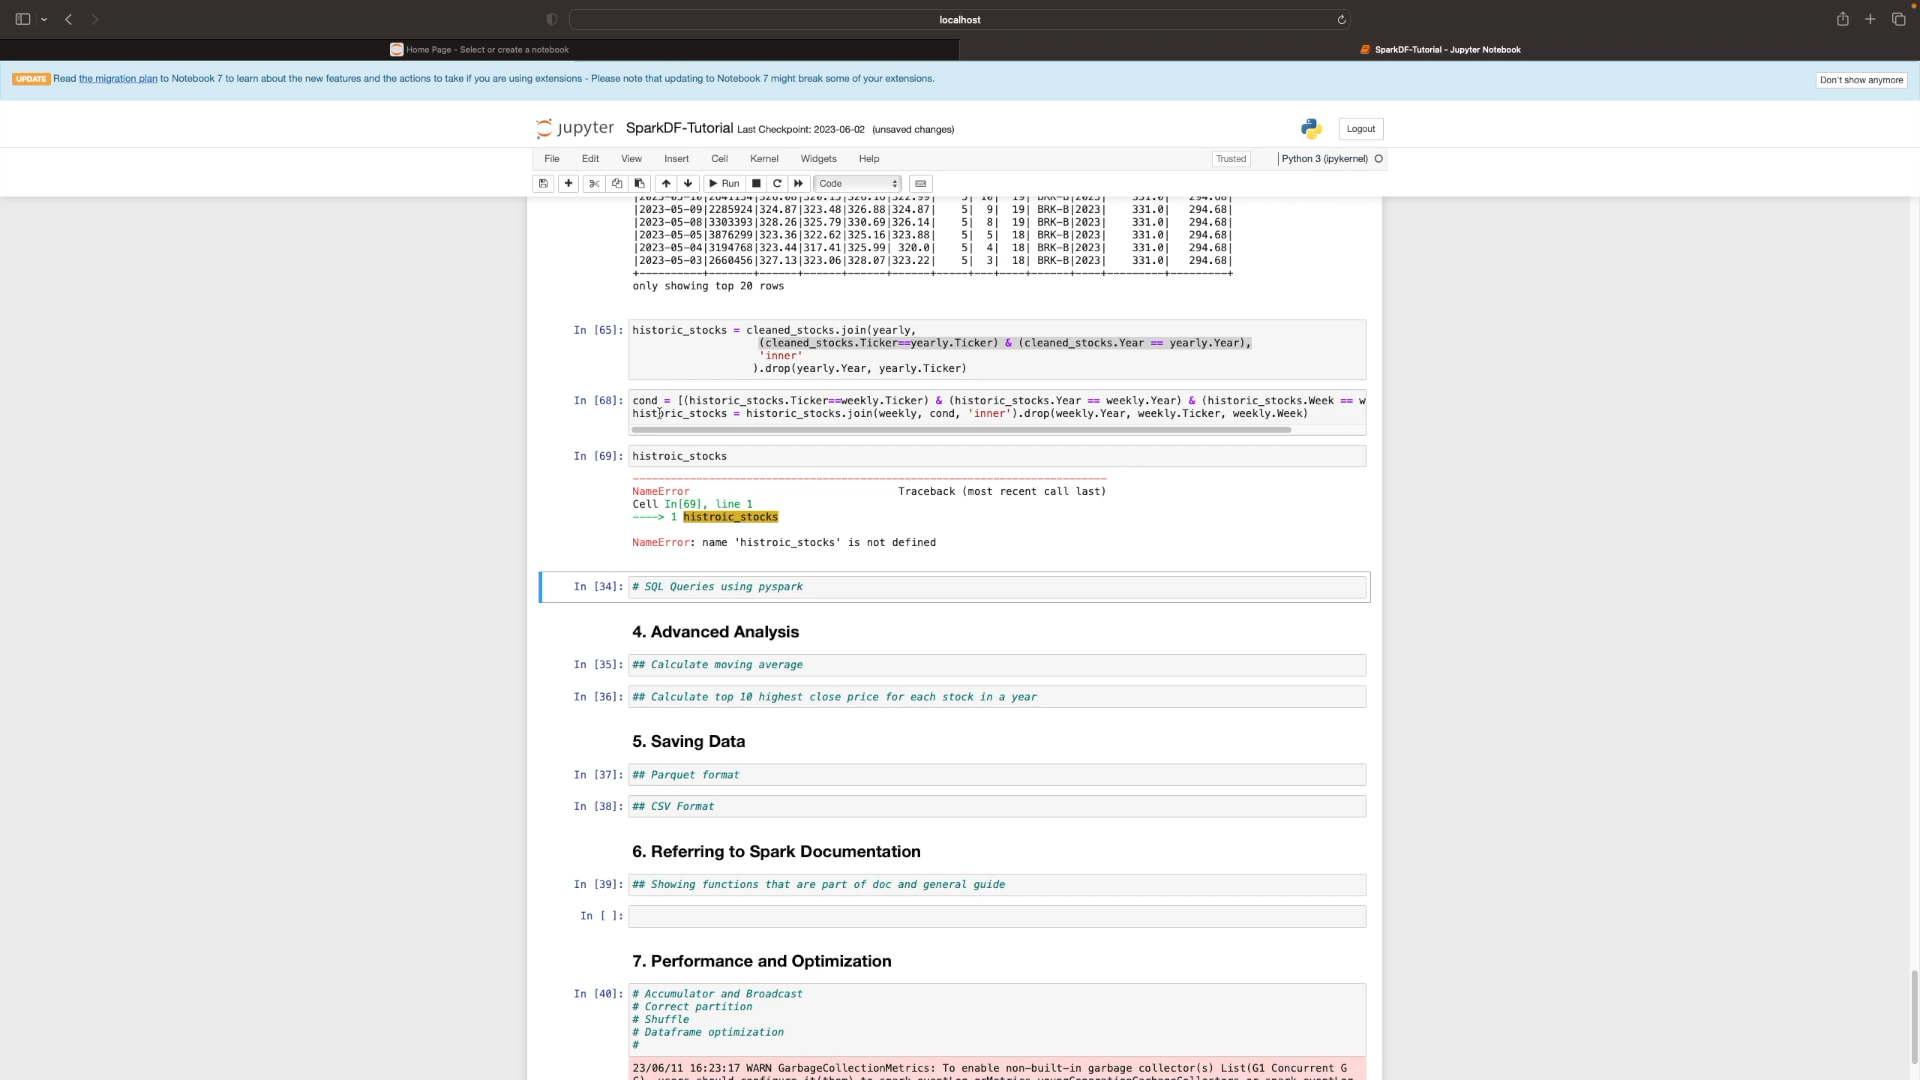 localhost
Home Page - Select or create a notebook
SparkDF-Tutorial - Jupyter Notebook
UPDATE Read the migration plan to Notebook 7 to learn about the new features and the actions to take if you are using extensions - Please note that updating to Notebook 7 might break some of your extensions.
Don't show anymore
jupyter SparkDF-Tutorial Last Checkpoint: 2023-06-02 (unsaved changes)
Logout
File Edit View Insert Cell Kernel Widgets Help
Trusted Python 3 (ipykernel)
Run Code
|2023-05-09|2285924|324.87|323.48|326.88|324.87| 5| 9| 19| BRK-B|2023| 331.0| 294.68|
|2023-05-08|3303393|328.26|325.79|330.69|326.14| 5| 8| 19| BRK-B|2023| 331.0| 294.68|
|2023-05-05|3876299|323.36|322.62|325.16|323.88| 5| 5| 18| BRK-B|2023| 331.0| 294.68|
|2023-05-04|3194768|323.44|317.41|325.99| 320.0| 5| 4| 18| BRK-B|2023| 331.0| 294.68|
|2023-05-03|2660456|327.13|323.06|328.07|323.22| 5| 3| 18| BRK-B|2023| 331.0| 294.68|
+----------+-------+------+------+------+------+-----+---+----+------+----+---------+---------+
only showing top 20 rows
In [65]: historic_stocks = cleaned_stocks.join(yearly,
(cleaned_stocks.Ticker==yearly.Ticker) & (cleaned_stocks.Year == yearly.Year),
'inner'
).drop(yearly.Year, yearly.Ticker)
In [68]: cond = [(historic_stocks.Ticker==weekly.Ticker) & (historic_stocks.Year == weekly.Year) & (historic_stocks.Week == w
historic_stocks = historic_stocks.join(weekly, cond, 'inner').drop(weekly.Year, weekly.Ticker, weekly.Week)
In [69]: histroic_stocks
NameError Traceback (most recent call last)
Cell In[69], line 1
----> 1 histroic_stocks
NameError: name 'histroic_stocks' is not defined
In [34]: # SQL Queries using pyspark
4. Advanced Analysis
In [35]: ## Calculate moving average
In [36]: ## Calculate top 10 highest close price for each stock in a year
5. Saving Data
In [37]: ## Parquet format
In [38]: ## CSV Format
6. Referring to Spark Documentation
In [39]: ## Showing functions that are part of doc and general guide
In [ ]:
7. Performance and Optimization
In [40]: # Accumulator and Broadcast
# Correct partition
# Shuffle
# Dataframe optimization
#
23/06/11 16:23:17 WARN GarbageCollectionMetrics: To enable non-built-in garbage collector(s) List(G1 Concurrent G